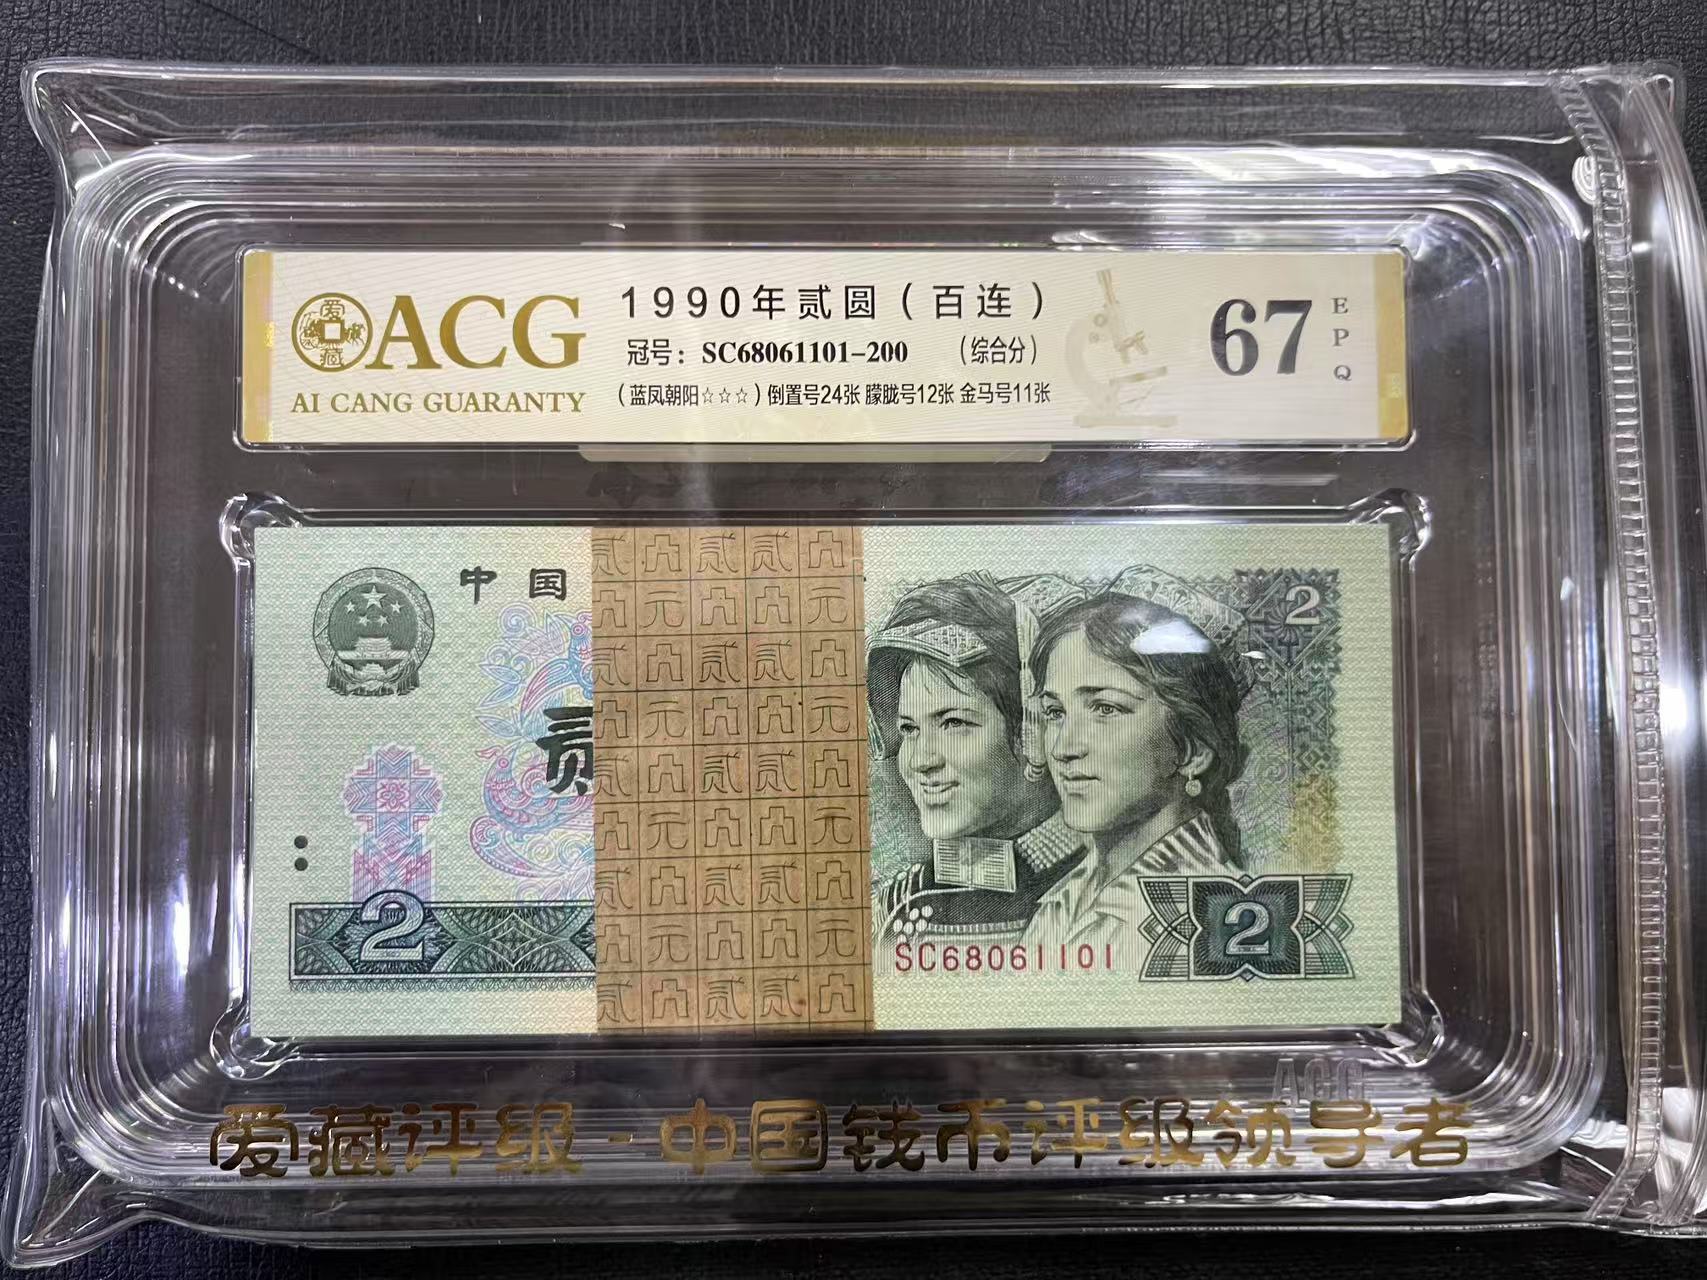 ACG
AI CANG GUARANTY
爱藏
1990年贰圆（百连）
冠号：SC68061101-200 （综合分）
（蓝凤朝阳☆☆☆）倒置号24张 朦胧号12张 金马号11张
67
E
P
Q
中国
贰
2
2
2
SC68061101
ACG
爱藏评级-中国钱币评级领导者